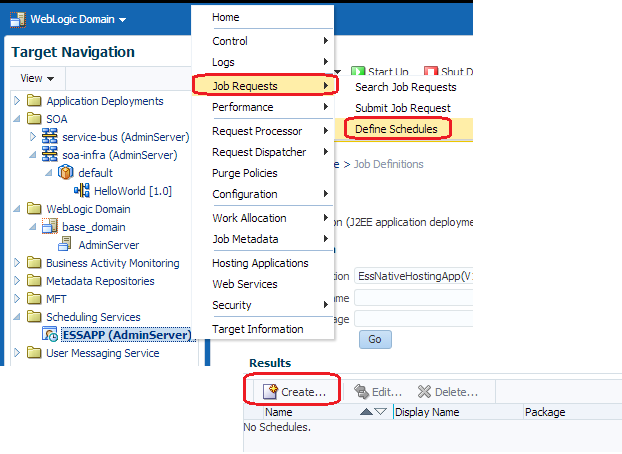 WebLogic Domain
Target Navigation
View
Application Deployments
SOA
service-bus (AdminServer)
soa-infra (AdminServer)
default
HelloWorld [1.0]
WebLogic Domain
base_domain
AdminServer
Business Activity Monitoring
Metadata Repositories
MFT
Scheduling Services
ESSAPP (AdminServer)
User Messaging Service
Home
Control
Logs
Job Requests
Performance
Request Processor
Request Dispatcher
Purge Policies
Configuration
Work Allocation
Job Metadata
Hosting Applications
Web Services
Security
Target Information
Start Up Shut D
Search Job Requests
Submit Job Request
Define Schedules
e > Job Definitions
on (J2EE application deployme
tion EssNativeHostingApp(V
ame
age
Go
Results
Create... Edit... Delete...
Name Display Name Package
No Schedules.